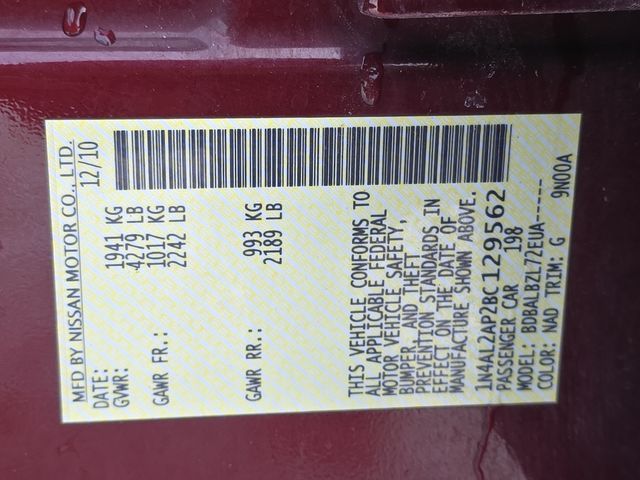 MFD BY NISSAN MOTOR CO., LTD.
DATE: 12/10
GVWR: 1941 KG
4279 LB
GAWR FR.: 1017 KG
2242 LB
GAWR RR.: 993 KG
2189 LB
THIS VEHICLE CONFORMS TO
ALL APPLICABLE FEDERAL
MOTOR VEHICLE SAFETY,
BUMPER, AND THEFT
PREVENTION STANDARDS IN
EFFECT ON THE DATE OF
MANUFACTURE SHOWN ABOVE.
1N4AL2AP2BC129562
PASSENGER CAR 198
MODEL: BDBALBZL72EUA-----
COLOR: NAD TRIM: G 9N00A